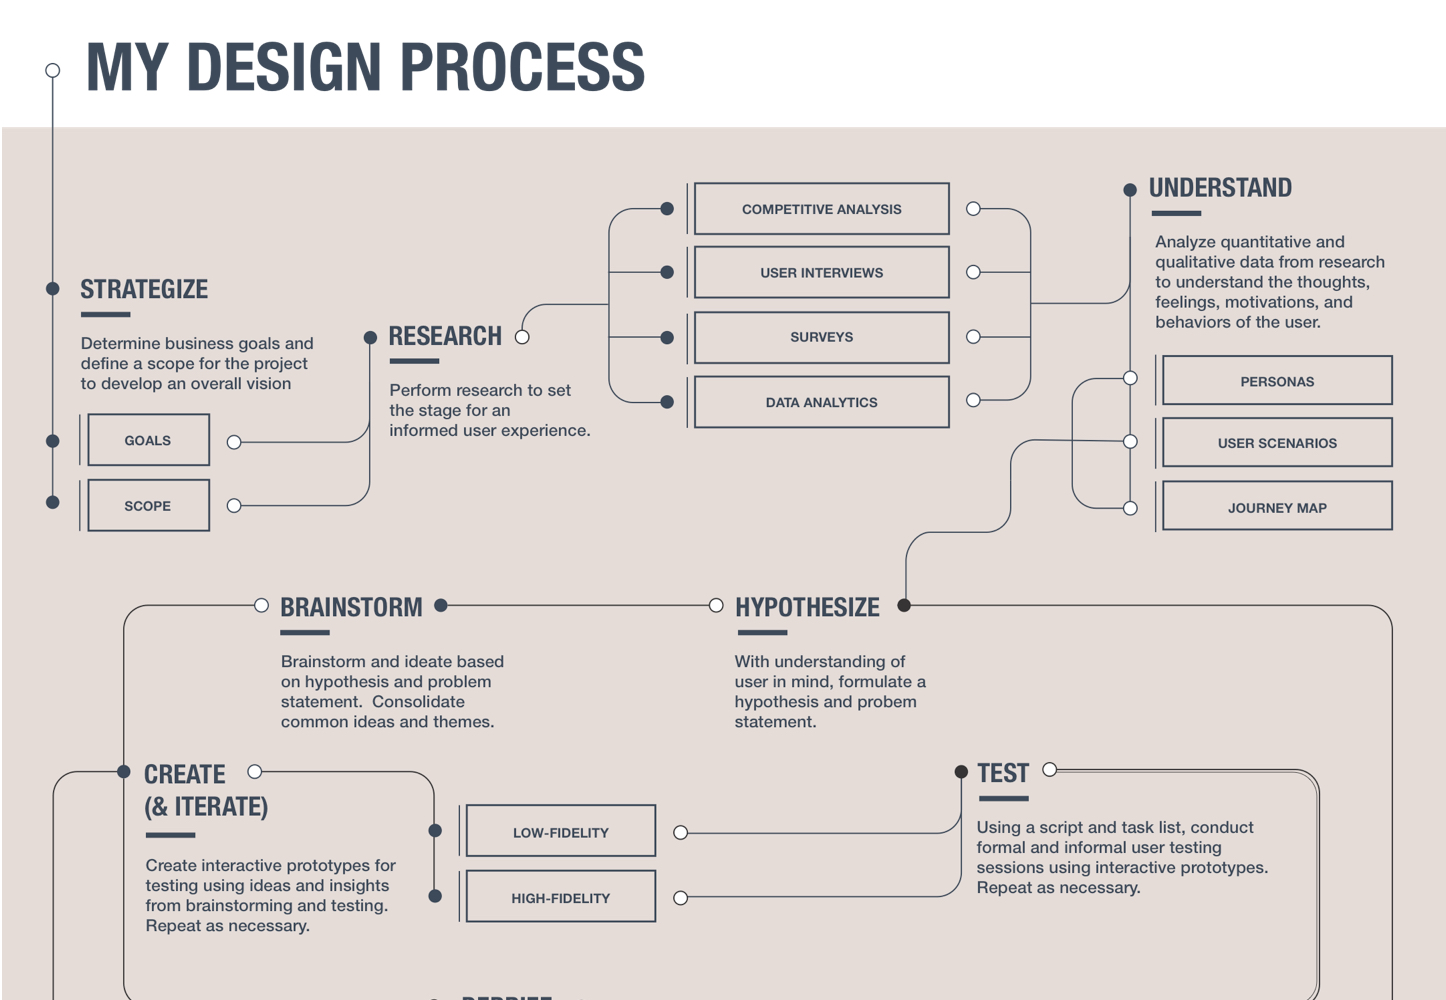 MY DESIGN PROCESS
STRATEGIZE
Determine business goals and
define a scope for the project
to develop an overall vision
GOALS
SCOPE
RESEARCH
Perform research to set
the stage for an
informed user experience.
COMPETITIVE ANALYSIS
USER INTERVIEWS
SURVEYS
DATA ANALYTICS
UNDERSTAND
Analyze quantitative and
qualitative data from research
to understand the thoughts,
feelings, motivations, and
behaviors of the user.
PERSONAS
USER SCENARIOS
JOURNEY MAP
HYPOTHESIZE
With understanding of
user in mind, formulate a
hypothesis and probem
statement.
BRAINSTORM
Brainstorm and ideate based
on hypothesis and problem
statement.  Consolidate
common ideas and themes.
CREATE
(& ITERATE)
Create interactive prototypes for
testing using ideas and insights
from brainstorming and testing.
Repeat as necessary.
LOW-FIDELITY
HIGH-FIDELITY
TEST
Using a script and task list, conduct
formal and informal user testing
sessions using interactive prototypes.
Repeat as necessary.